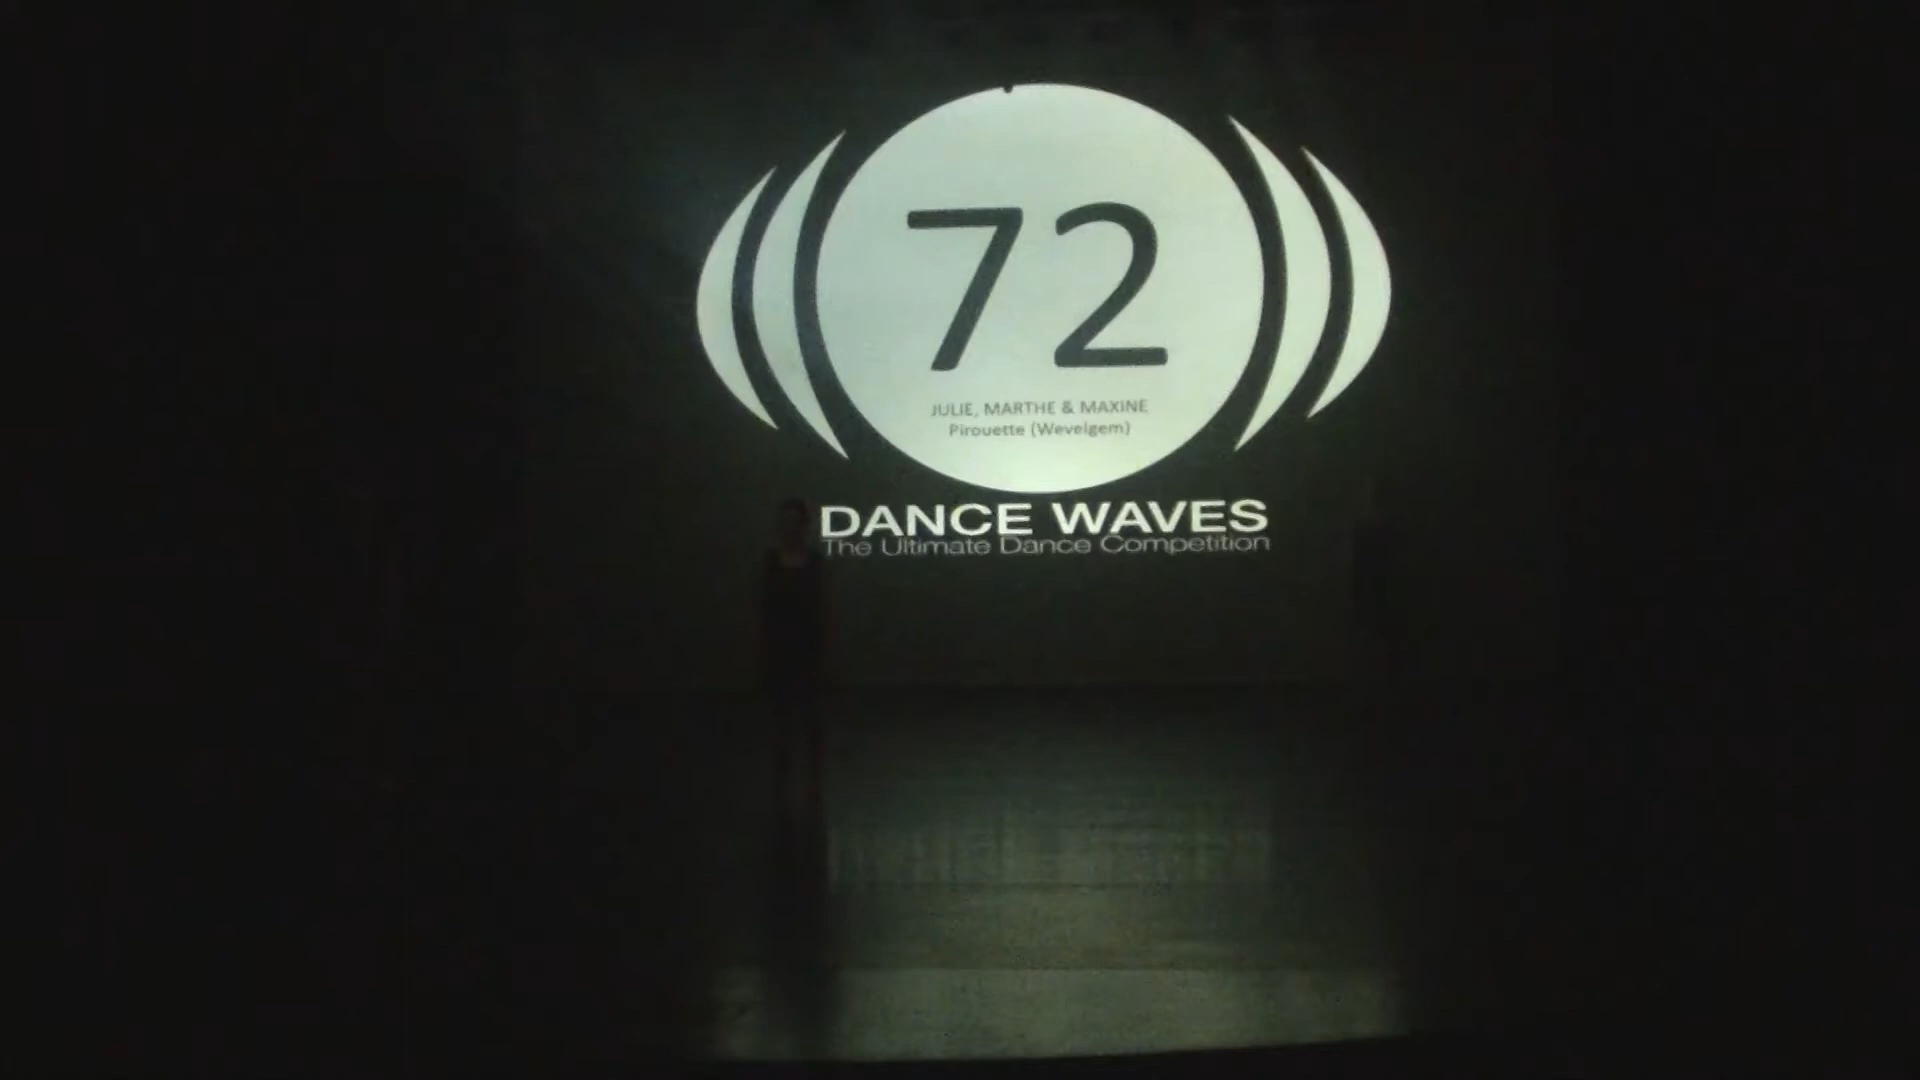 72
JULIE, MARTHE & MAXINE
Pirouette (Wevelgem)
DANCE WAVES
The Ultimate Dance Competition